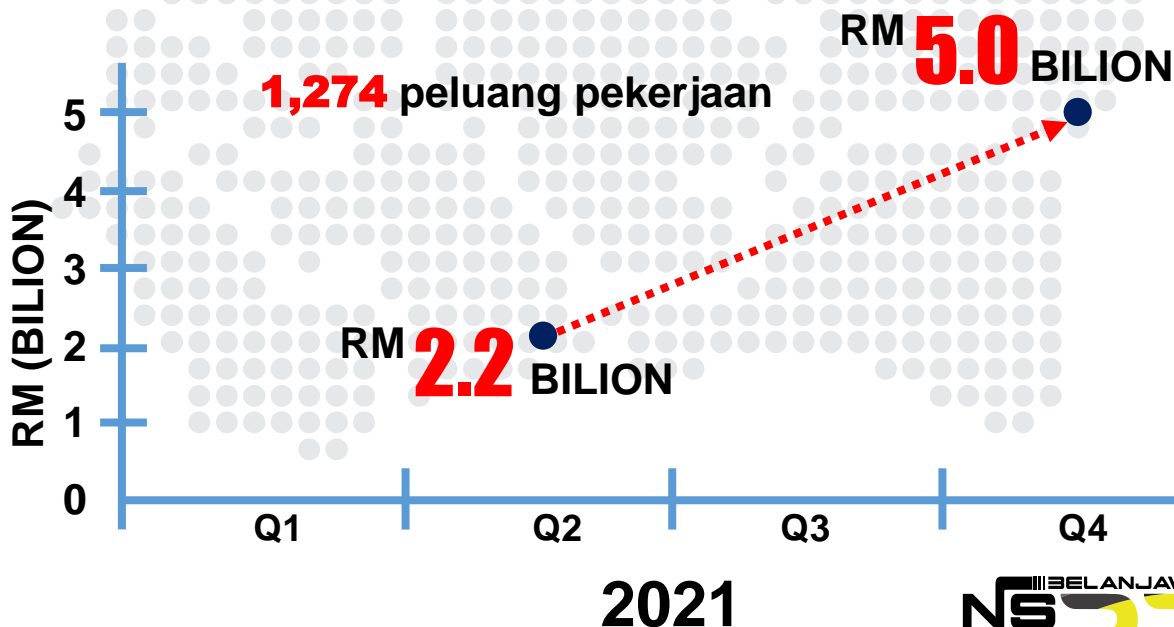 RM 5.0 BILION
1,274 peluang pekerjaan
RM (BILION)
5
4
3
2
1
0
RM 2.2 BILION
Q1 Q2 Q3 Q4
2021
NS